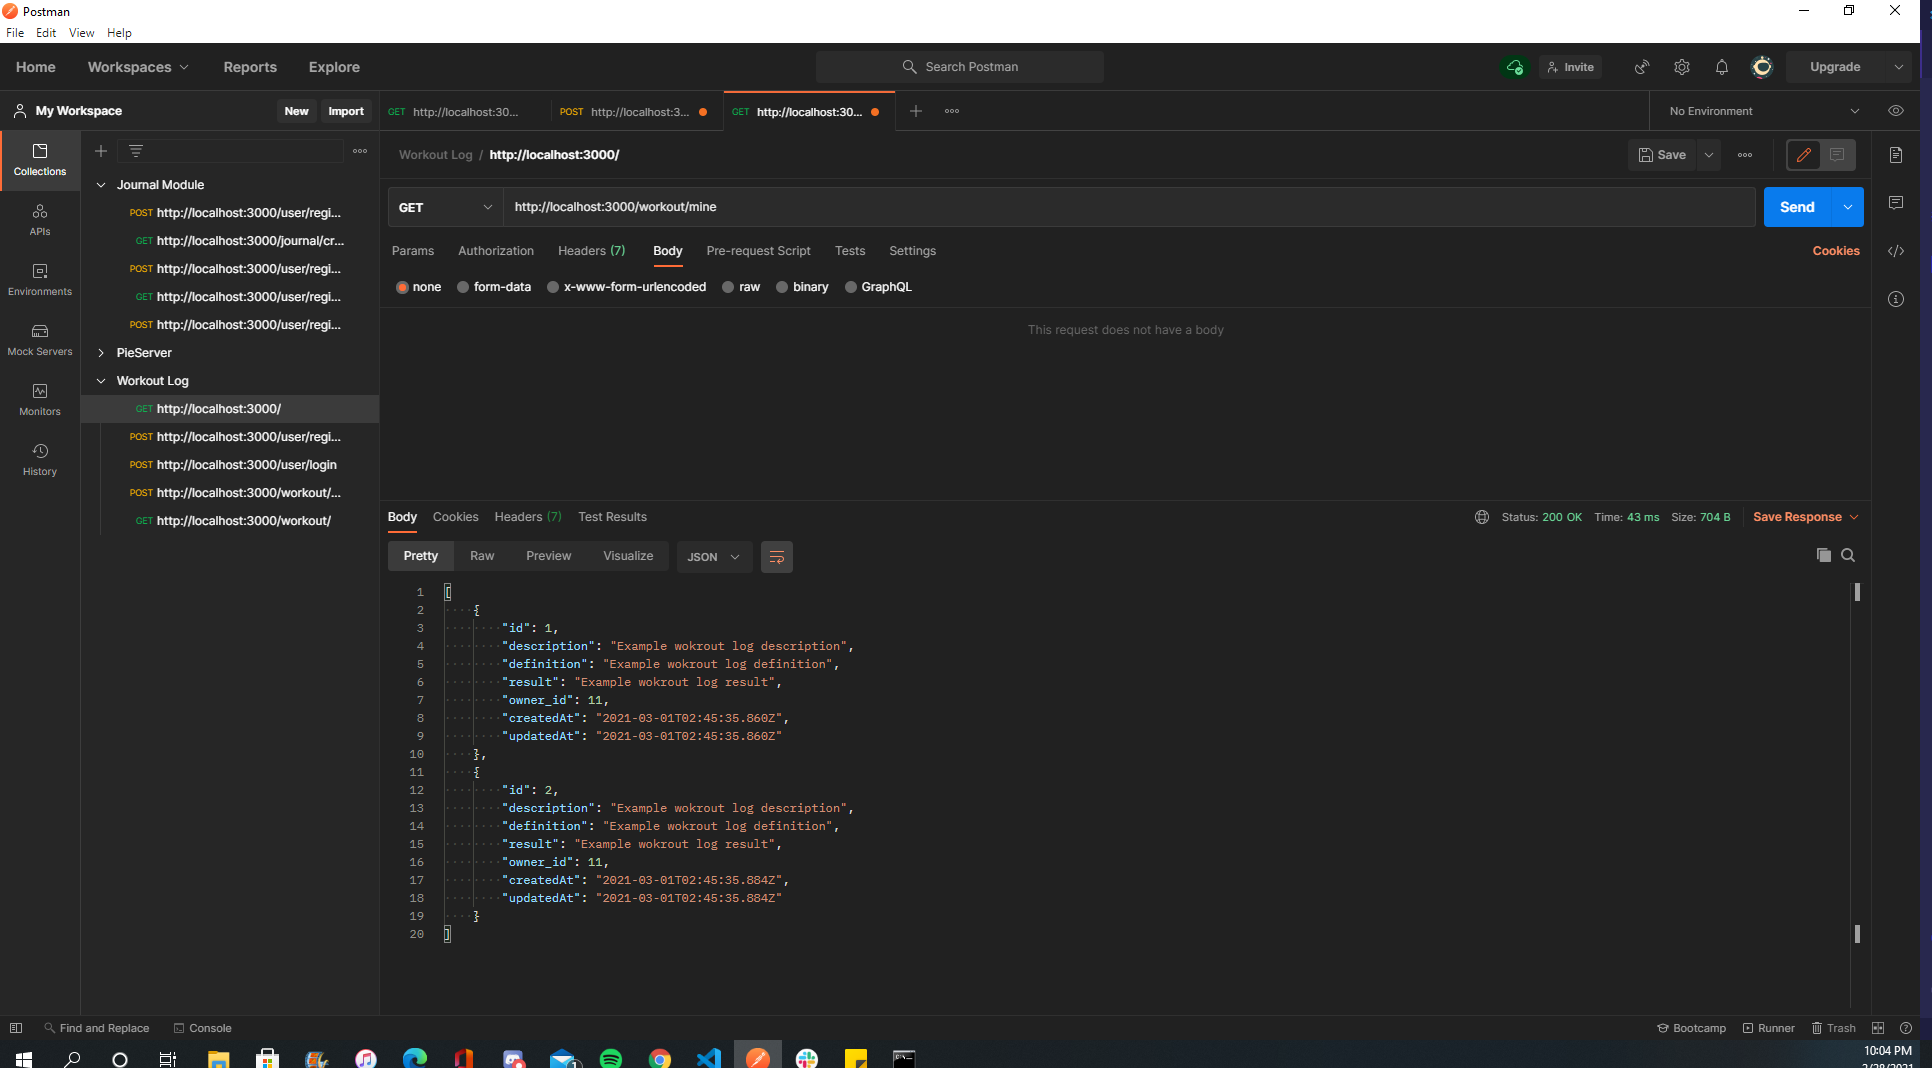 Postman
File Edit View Help
Home Workspaces Reports Explore Search Postman Invite Upgrade
My Workspace New Import GET http://localhost:30... POST http://localhost:3... GET http://localhost:30... No Environment
Collections
APIs
Environments
Mock Servers
Monitors
History
Journal Module
POST http://localhost:3000/user/regi...
GET http://localhost:3000/journal/cr...
POST http://localhost:3000/user/regi...
GET http://localhost:3000/user/regi...
POST http://localhost:3000/user/regi...
PieServer
Workout Log
GET http://localhost:3000/
POST http://localhost:3000/user/regi...
POST http://localhost:3000/user/login
POST http://localhost:3000/workout/...
GET http://localhost:3000/workout/
Workout Log / http://localhost:3000/ Save
GET http://localhost:3000/workout/mine Send
Params Authorization Headers (7) Body Pre-request Script Tests Settings Cookies
none form-data x-www-form-urlencoded raw binary GraphQL
This request does not have a body
Body Cookies Headers (7) Test Results Status: 200 OK Time: 43 ms Size: 704 B Save Response
Pretty Raw Preview Visualize JSON
1 [
2 {
3 "id": 1,
4 "description": "Example wokrout log description",
5 "definition": "Example wokrout log definition",
6 "result": "Example wokrout log result",
7 "owner_id": 11,
8 "createdAt": "2021-03-01T02:45:35.860Z",
9 "updatedAt": "2021-03-01T02:45:35.860Z"
10 },
11 {
12 "id": 2,
13 "description": "Example wokrout log description",
14 "definition": "Example wokrout log definition",
15 "result": "Example wokrout log result",
16 "owner_id": 11,
17 "createdAt": "2021-03-01T02:45:35.884Z",
18 "updatedAt": "2021-03-01T02:45:35.884Z"
19 }
20 ]
Find and Replace Console Bootcamp Runner Trash
10:04 PM